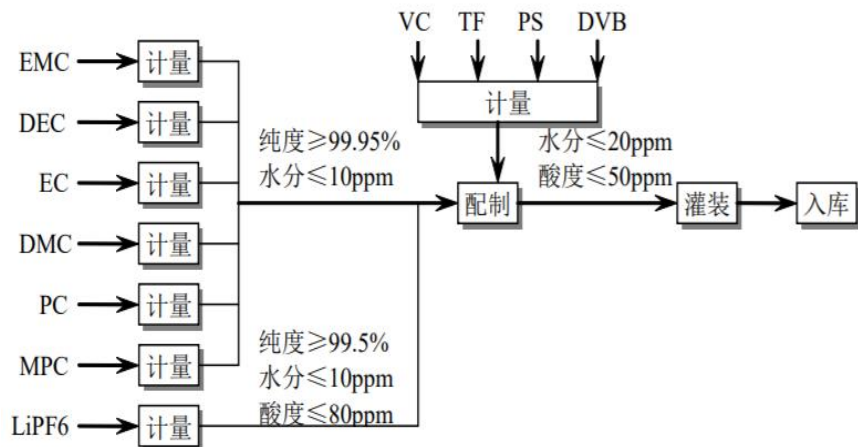 VC TF PS DVB
EMC 计量
计量
DEC 计量
纯度≥99.95%
水分≤10ppm
水分≤20ppm
酸度≤50ppm
EC 计量
配制 灌装 入库
DMC 计量
PC 计量
纯度≥99.5%
水分≤10ppm
酸度≤80ppm
MPC 计量
LiPF6 计量